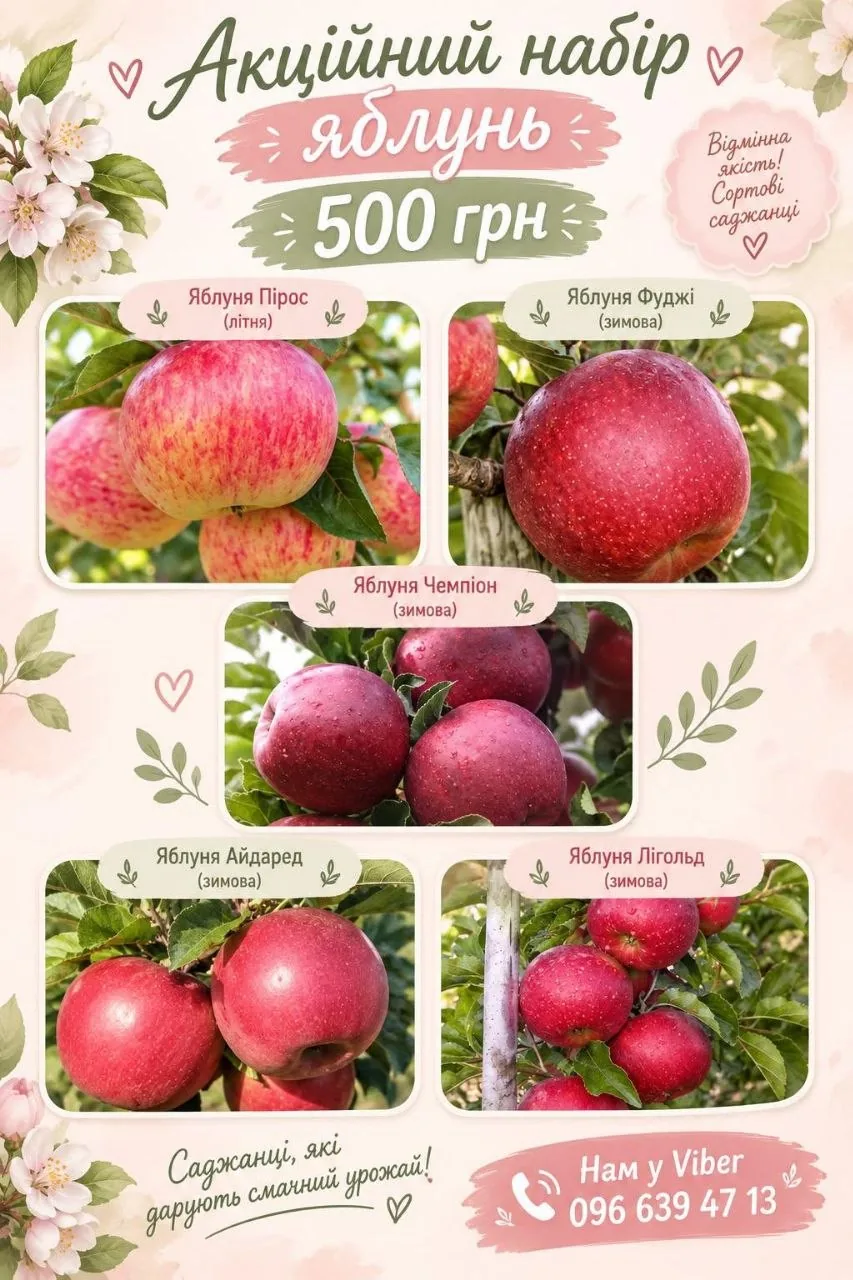 Акційний набір
яблунь
500 грн
Відмінна
якість!
Сортові
саджанці
Яблуня Пірос
(літня)
Яблуня Фуджі
(зимова)
Яблуня Чемпіон
(зимова)
Яблуня Айдаред
(зимова)
Яблуня Лігольд
(зимова)
Саджанці, які
дарують смачний урожай!
Нам у Viber
096 639 47 13